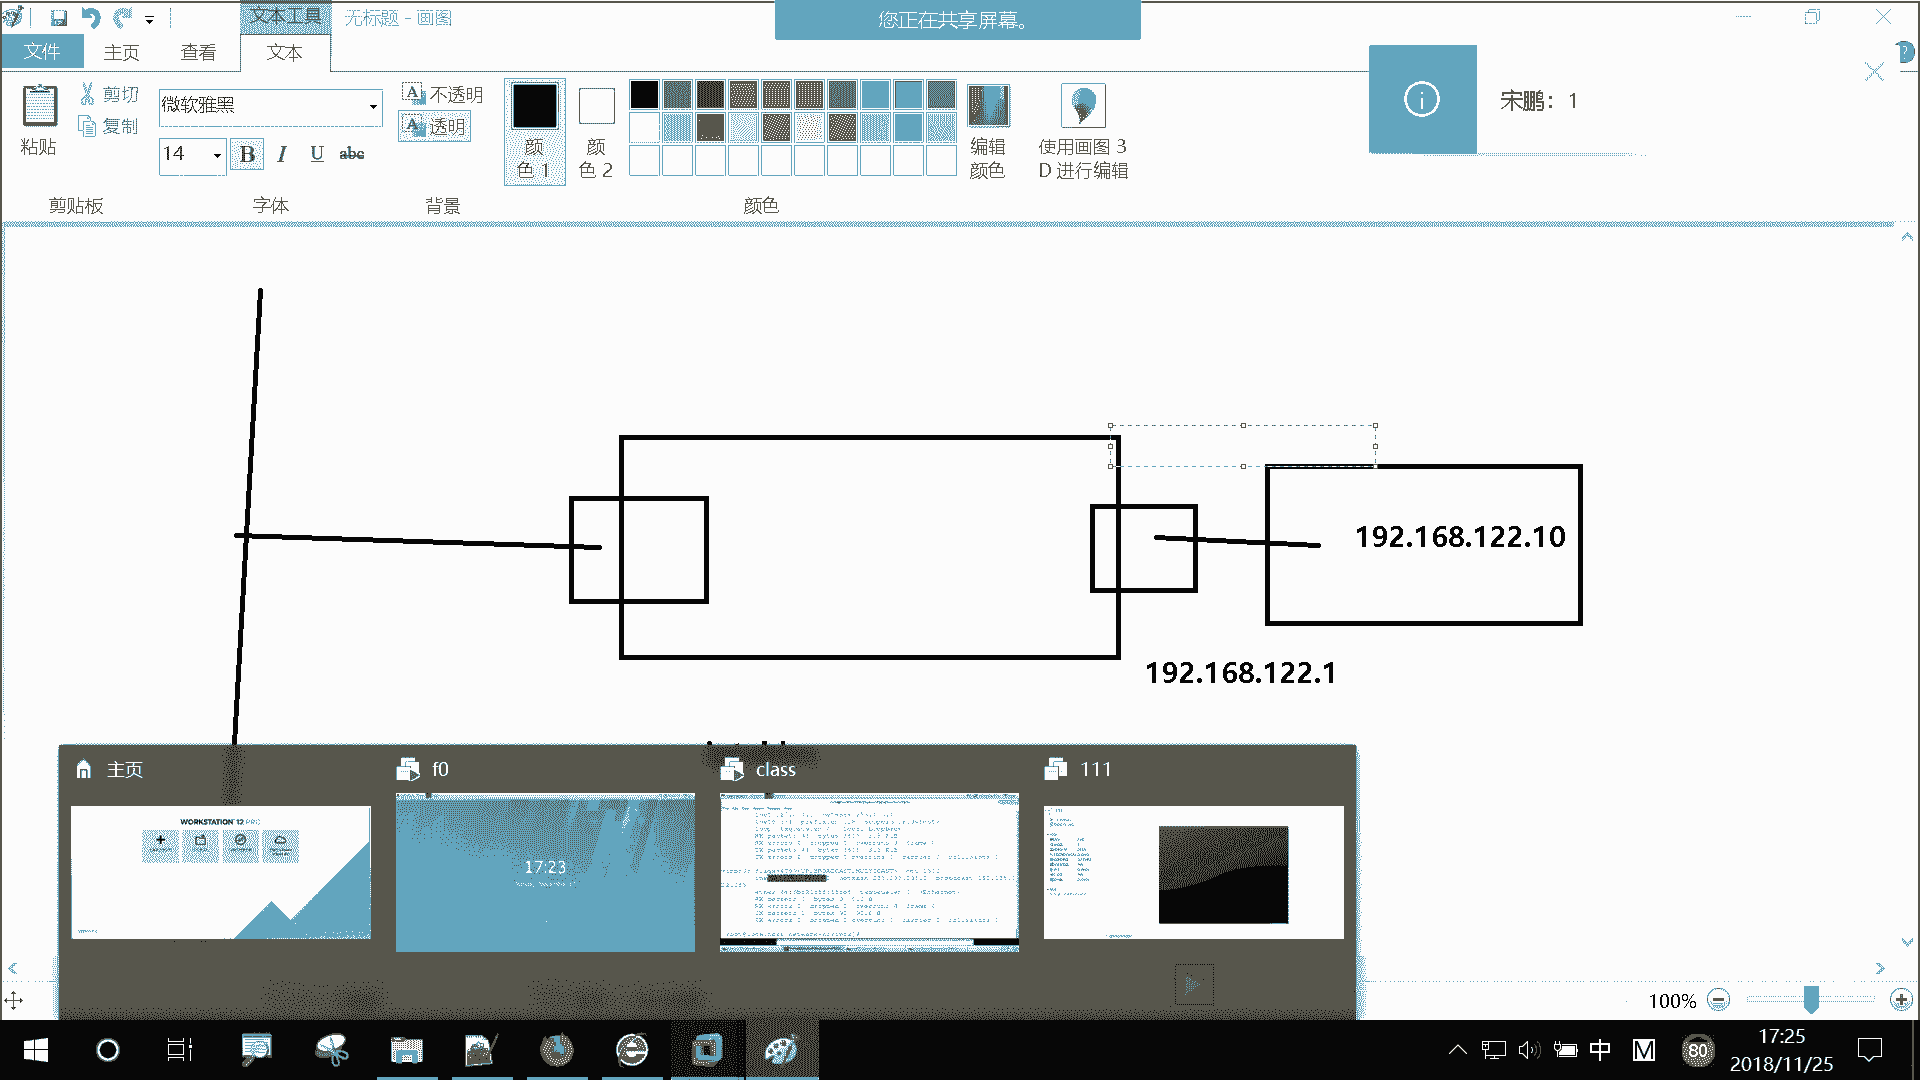 文本工具
无标题 - 画图
您正在共享屏幕。
文件
主页
查看
文本
粘贴
剪切
复制
微软雅黑
14
B I U abc
不透明
透明
颜
色 1
颜
色 2
编辑
颜色
使用画图 3
D 进行编辑
宋鹏：1
剪贴板
字体
背景
颜色
192.168.122.10
192.168.122.1
主页
f0
class
111
WORKSTATION 12 PRO
17:23
100%
中
M
80
17:25
2018/11/25